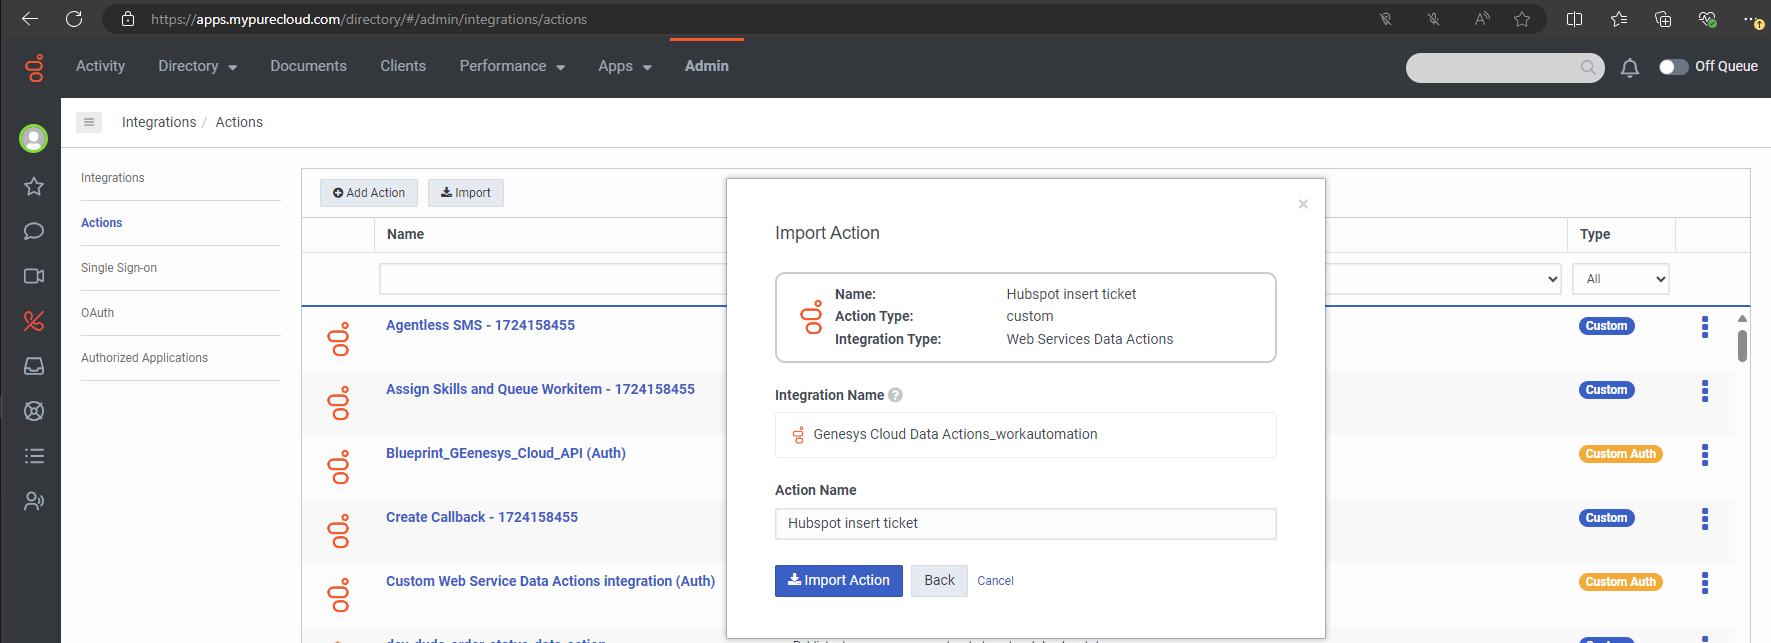 https://apps.mypurecloud.com/directory/#/admin/integrations/actions
Activity Directory Documents Clients Performance Apps Admin Off Queue
Integrations / Actions
Integrations
Actions
Single Sign-on
OAuth
Authorized Applications
Add Action Import
Name Type
All
Agentless SMS - 1724158455 Custom
Assign Skills and Queue Workitem - 1724158455 Custom
Blueprint_GEenesys_Cloud_API (Auth) Custom Auth
Create Callback - 1724158455 Custom
Custom Web Service Data Actions integration (Auth) Custom Auth
Import Action
Name: Hubspot insert ticket
Action Type: custom
Integration Type: Web Services Data Actions
Integration Name
Genesys Cloud Data Actions_workautomation
Action Name
Hubspot insert ticket
Import Action Back Cancel